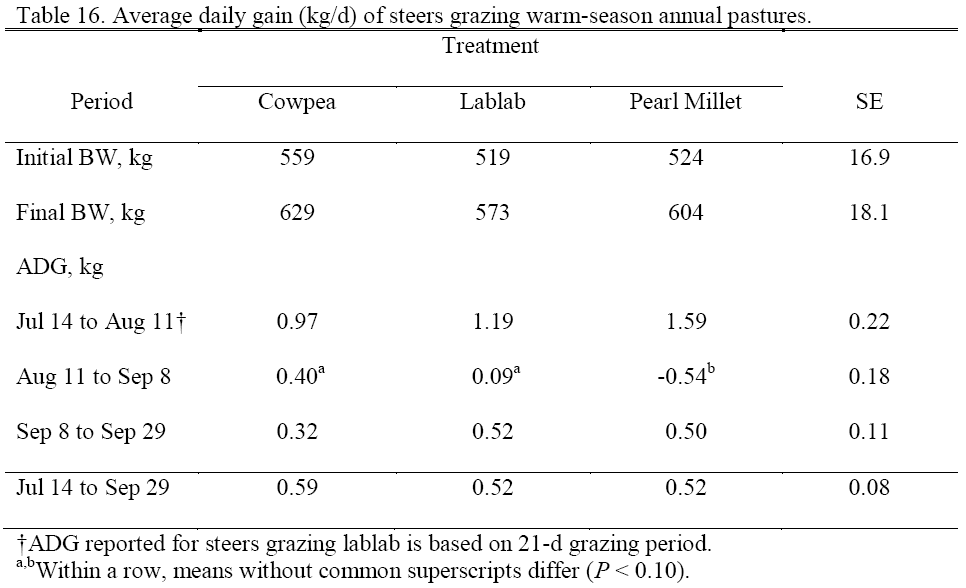 Table 16. Average daily gain (kg/d) of steers grazing warm-season annual pastures.
Treatment
Period Cowpea Lablab Pearl Millet SE
Initial BW, kg 559 519 524 16.9
Final BW, kg 629 573 604 18.1
ADG, kg
Jul 14 to Aug 11† 0.97 1.19 1.59 0.22
Aug 11 to Sep 8 0.40a 0.09a -0.54b 0.18
Sep 8 to Sep 29 0.32 0.52 0.50 0.11
Jul 14 to Sep 29 0.59 0.52 0.52 0.08
†ADG reported for steers grazing lablab is based on 21-d grazing period.
a,bWithin a row, means without common superscripts differ (P < 0.10).